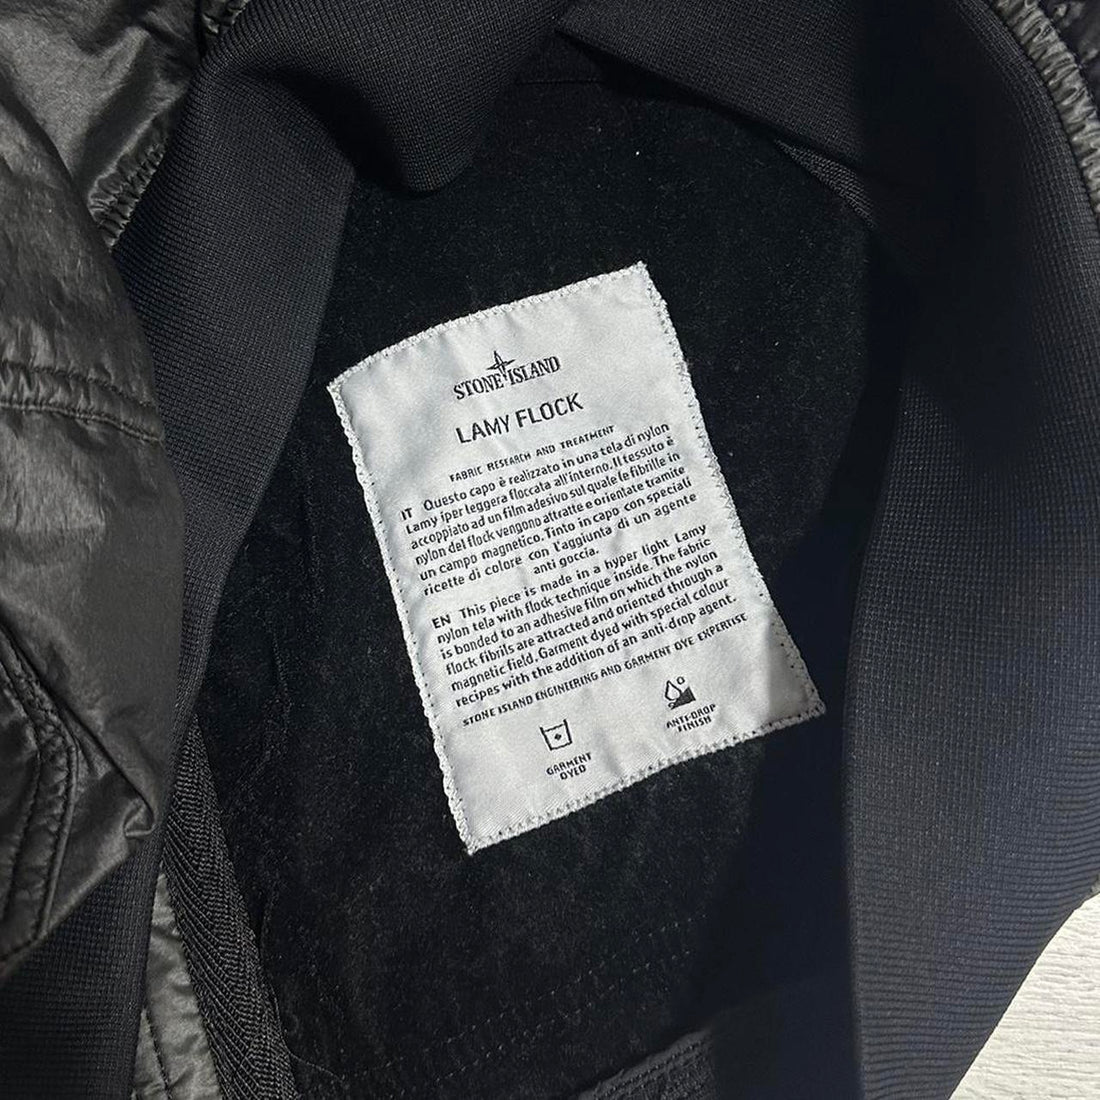 STONE ISLAND
LAMY FLOCK
FABRIC RESEARCH AND TREATMENT
IT Questo capo è realizzato in una tela di nylon
Lamy iper leggera floccata all'interno. Il tessuto è
accoppiato ad un film adesivo sul quale le fibrille in
nylon del flock vengono attratte e orientate tramite
un campo magnetico. Tinto in capo con speciali
ricette di colore con l'aggiunta di un agente
anti goccia.
EN This piece is made in a hyper light Lamy
nylon tela with flock technique inside. The fabric
is bonded to an adhesive film on which the nylon
flock fibrils are attracted and oriented through a
magnetic field. Garment dyed with special colour
recipes with the addition of an anti-drop agent.
STONE ISLAND ENGINEERING AND GARMENT DYE EXPERTISE
GARMENT
DYED
ANTI-DROP
FINISH